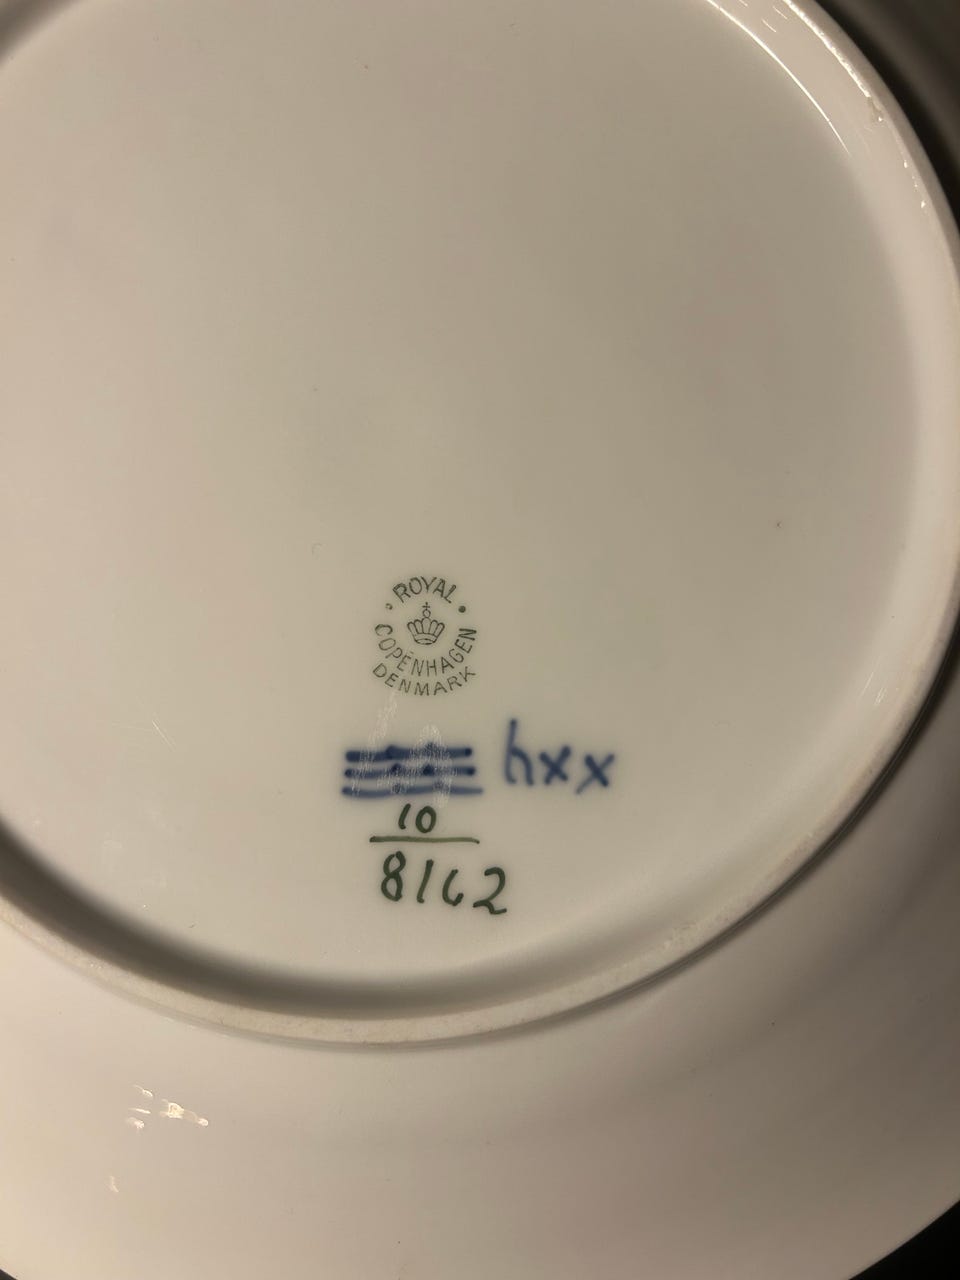 ROYAL
COPENHAGEN
DENMARK
hxx
10
8162